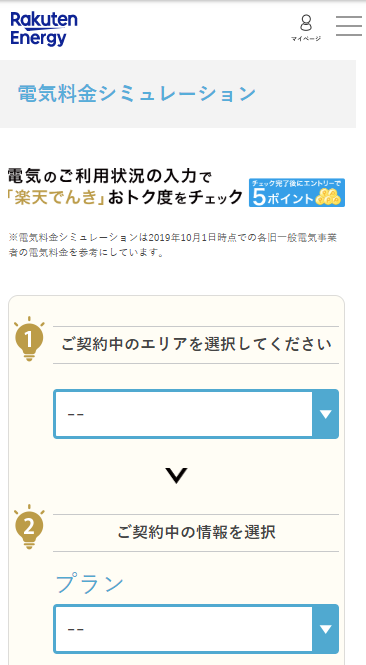 Rakuten
Energy
マイページ
電気料金シミュレーション
電気のご利用状況の入力で
「楽天でんき」おトク度をチェック
チェック完了後にエントリーで
5ポイント
※電気料金シミュレーションは2019年10月1日時点での各旧一般電気事業
者の電気料金を参考にしています。
1
ご契約中のエリアを選択してください
--
2
ご契約中の情報を選択
プラン
--